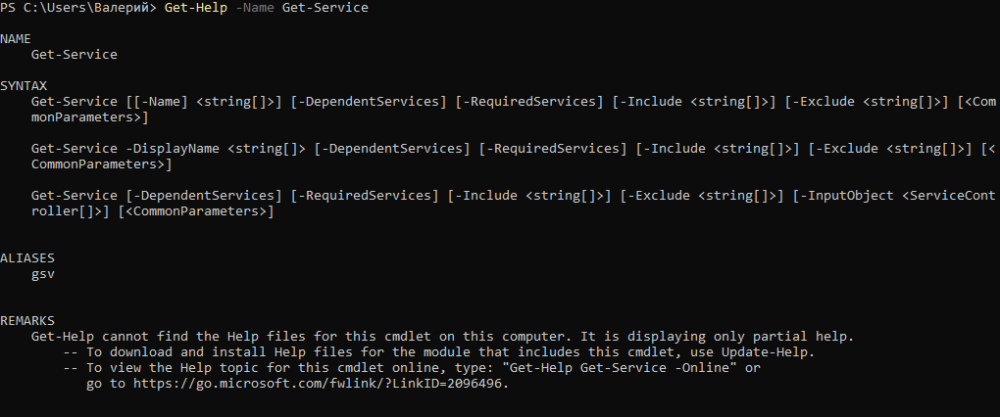 PS C:\Users\Валерий> Get-Help -Name Get-Service
NAME
Get-Service
SYNTAX
Get-Service [[-Name] <string[]>] [-DependentServices] [-RequiredServices] [-Include <string[]>] [-Exclude <string[]>] [<Com
monParameters>]
Get-Service -DisplayName <string[]> [-DependentServices] [-RequiredServices] [-Include <string[]>] [-Exclude <string[]>] [<
CommonParameters>]
Get-Service [-DependentServices] [-RequiredServices] [-Include <string[]>] [-Exclude <string[]>] [-InputObject <ServiceCont
roller[]>] [<CommonParameters>]
ALIASES
gsv
REMARKS
Get-Help cannot find the Help files for this cmdlet on this computer. It is displaying only partial help.
-- To download and install Help files for the module that includes this cmdlet, use Update-Help.
-- To view the Help topic for this cmdlet online, type: "Get-Help Get-Service -Online" or
go to https://go.microsoft.com/fwlink/?LinkID=2096496.